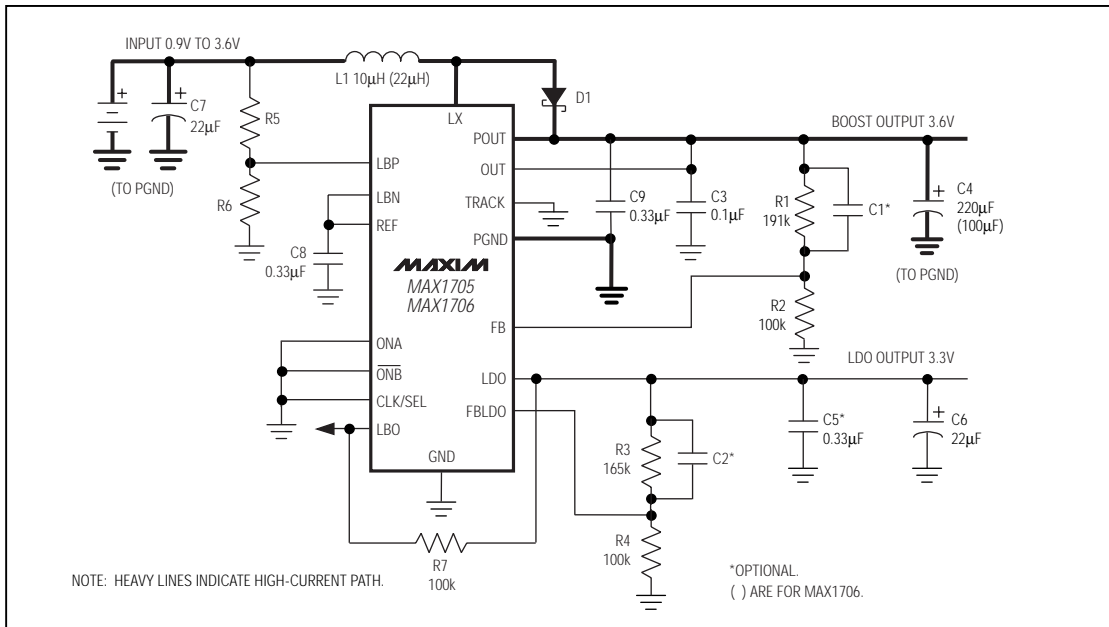 INPUT 0.9V TO 3.6V
L1 10μH (22μH)
+
+
C7
22μF
R5
D1
LX
POUT
BOOST OUTPUT 3.6V
(TO PGND)
LBP
OUT
R6
LBN
TRACK
C9
0.33μF
C3
0.1μF
R1
191k
C1*
+
C4
220μF
(100μF)
REF
PGND
C8
0.33μF
MAXIM
MAX1705
MAX1706
(TO PGND)
R2
100k
FB
ONA
LDO OUTPUT 3.3V
ONB
LDO
CLK/SEL
FBLDO
LBO
C5*
0.33μF
+
C6
22μF
GND
R3
165k
C2*
R4
100k
R7
100k
NOTE: HEAVY LINES INDICATE HIGH-CURRENT PATH.
*OPTIONAL.
( ) ARE FOR MAX1706.